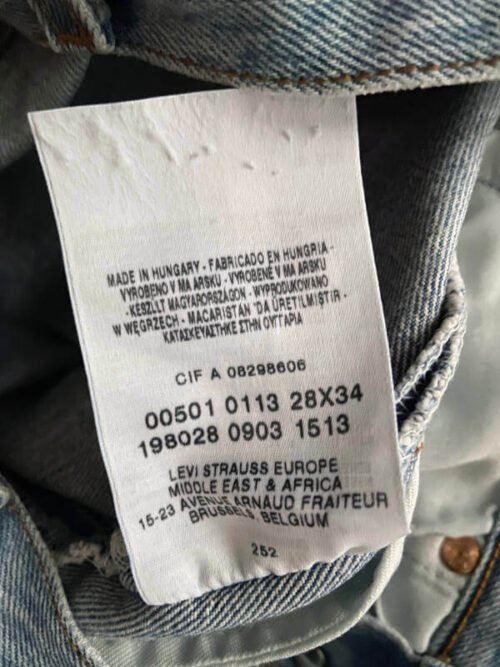 MADE IN HUNGARY - FABRICADO EN HUNGRIA -
VYROBENO V MA ARSKU - VYROBENÉ V MA ARSKU
- KESZLLT MAGYARORSZÁGON - WYPRODUKOWANO
W WĘGRZECH - MACARISTAN 'DA ÜRETILMIŞTIR -
ΚΑΤΑΣΚΕΥΑΣΤΗΚΕ ΣΤΗΝ ΟΥΓΓΑΡΙΑ
CIF A 08298606
00501 0113 28X34
198028 0903 1513
LEVI STRAUSS EUROPE
MIDDLE EAST & AFRICA
15-23 AVENUE ARNAUD FRAITEUR
BRUSSELS, BELGIUM
252